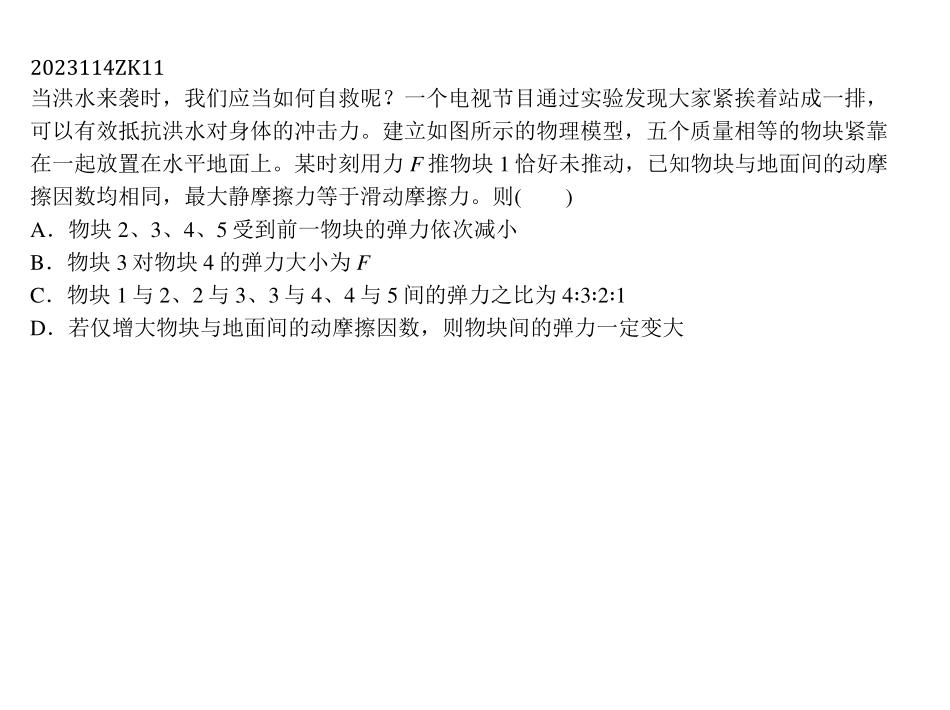 2023114ZK11
当洪水来袭时，我们应当如何自救呢？一个电视节目通过实验发现大家紧挨着站成一排，
可以有效抵抗洪水对身体的冲击力。建立如图所示的物理模型，五个质量相等的物块紧靠
在一起放置在水平地面上。某时刻用力 F 推物块 1 恰好未推动，已知物块与地面间的动摩
擦因数均相同，最大静摩擦力等于滑动摩擦力。则(　　)
A．物块 2、3、4、5 受到前一物块的弹力依次减小
B．物块 3 对物块 4 的弹力大小为 F
C．物块 1 与 2、2 与 3、3 与 4、4 与 5 间的弹力之比为 4∶3∶2∶1
D．若仅增大物块与地面间的动摩擦因数，则物块间的弹力一定变大